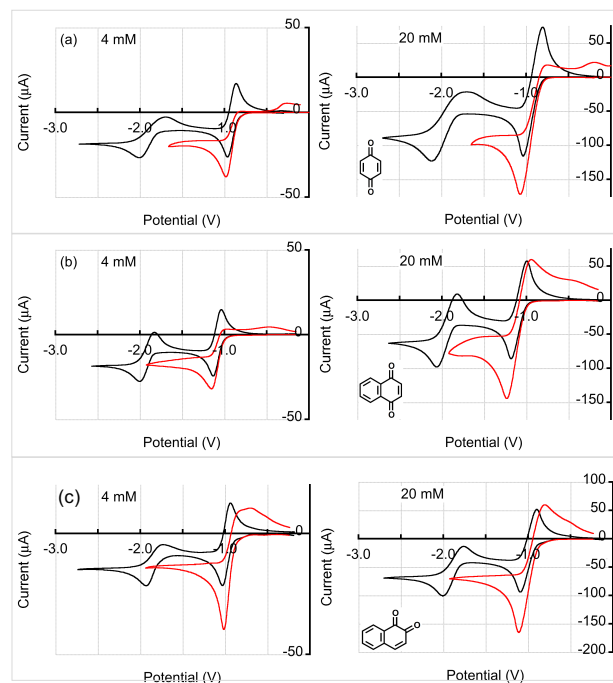 (a) 4 mM
50
0
-50
-3.0 -2.0 -1.0
Current (µA)
Potential (V)
20 mM
50
0
-50
-100
-150
-1.0
Current (µA)
Potential (V)
O
O
(b) 4 mM
50
0
-50
-3.0 -2.0 -1.0
Current (µA)
Potential (V)
20 mM
50
0
-50
-100
-150
-3.0 -2.0 -1.0
Current (µA)
Potential (V)
O
O
(c) 4 mM
0
-50
-3.0 -2.0 -1.0
Current (µA)
Potential (V)
20 mM
100
50
0
-50
-100
-150
-200
-3.0 -2.0 -1.0
Current (µA)
Potential (V)
O
O